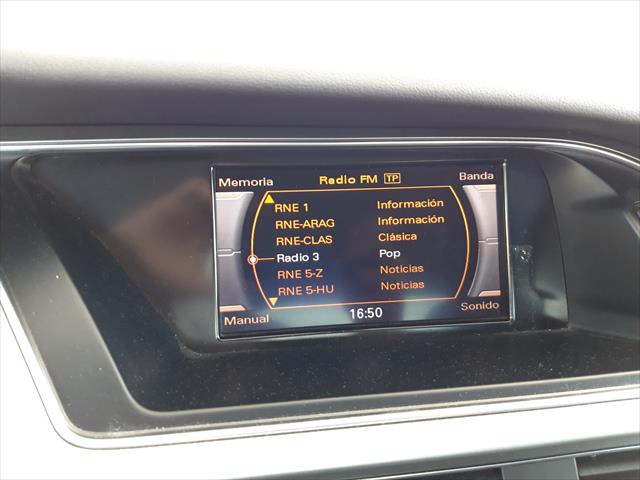 Memoria Radio FM TP Banda
RNE 1 Información
RNE-ARAG Información
RNE-CLAS Clásica
Radio 3 Pop
RNE 5-Z Noticias
RNE 5-HU Noticias
Manual 16:50 Sonido